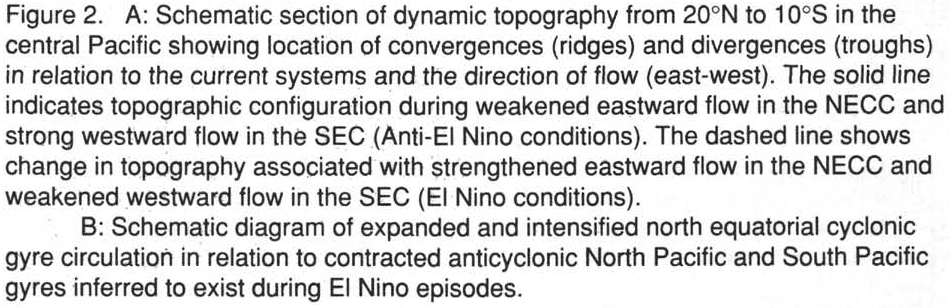 Figure 2.   A: Schematic section of dynamic topography from 20°N to 10°S in the
central Pacific showing location of convergences (ridges) and divergences (troughs)
in relation to the current systems and the direction of flow (east-west). The solid line
indicates topographic configuration during weakened eastward flow in the NECC and
strong westward flow in the SEC (Anti-El Nino conditions). The dashed line shows
change in topography associated with strengthened eastward flow in the NECC and
weakened westward flow in the SEC (El Nino conditions).
B: Schematic diagram of expanded and intensified north equatorial cyclonic
gyre circulation in relation to contracted anticyclonic North Pacific and South Pacific
gyres inferred to exist during El Nino episodes.